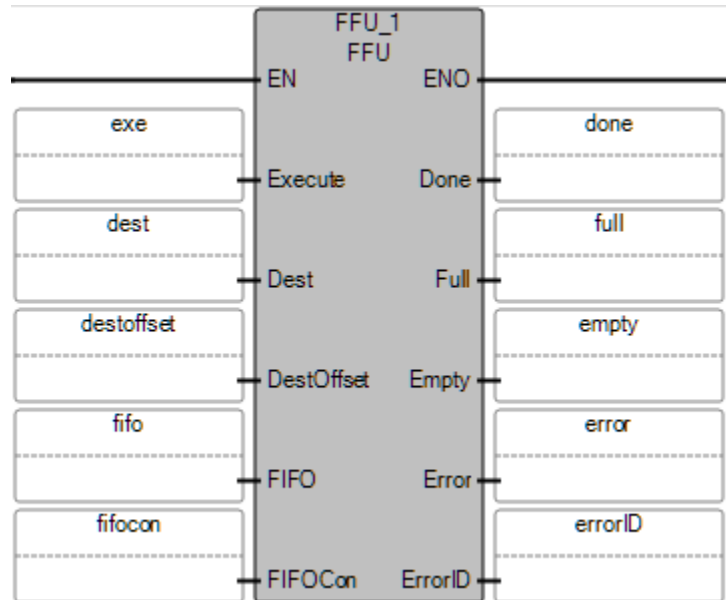 FFU_1
FFU
EN ENO
exe
done
Execute Done
dest
full
Dest Full
destoffset
empty
DestOffset Empty
fifo
error
FIFO Error
fifocon
errorID
FIFOCon ErrorID